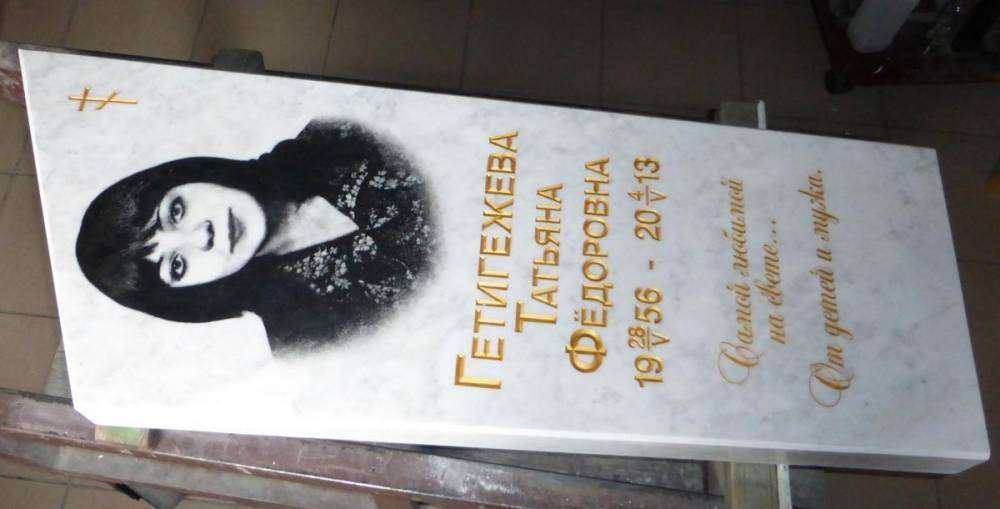 ГЕТИГЕЖЕВА
ТАТЬЯНА
ФЁДОРОВНА
19 28/V 56 - 20 4/V 13
Самой любимой
на свете...
От детей и мужа.